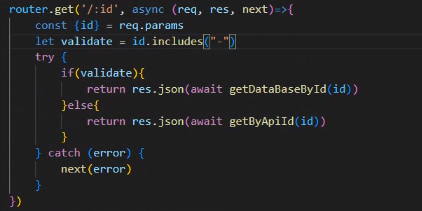 router.get('/:id', async (req, res, next)=>{
    const {id} = req.params
    let validate = id.includes("-")
    try {
        if(validate){
            return res.json(await getDataBaseById(id))
        }else{
            return res.json(await getByApiId(id))
        }
    } catch (error) {
        next(error)
    }
})